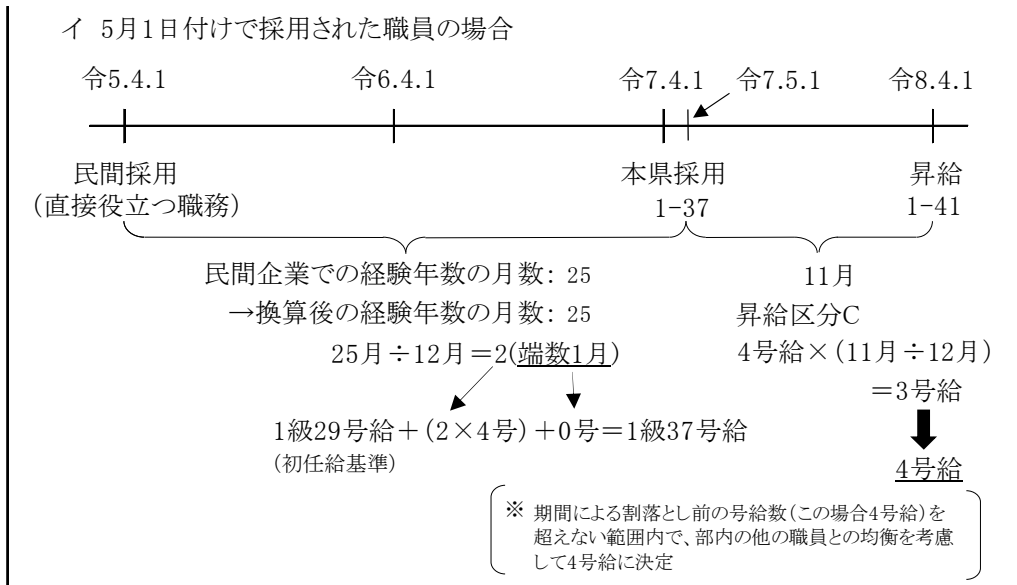 イ 5月1日付けで採用された職員の場合
令5.4.1 令6.4.1 令7.4.1 令7.5.1 令8.4.1
民間採用 本県採用 昇給
(直接役立つ職務) 1-37 1-41
民間企業での経験年数の月数: 25 11月
→換算後の経験年数の月数: 25 昇給区分C
25月÷12月=2(端数1月) 4号給×(11月÷12月)
=3号給
1級29号給+(2×4号)+0号=1級37号給
(初任給基準) 4号給
※ 期間による割落とし前の号給数(この場合4号給)を
超えない範囲内で、部内の他の職員との均衡を考慮
して4号給に決定